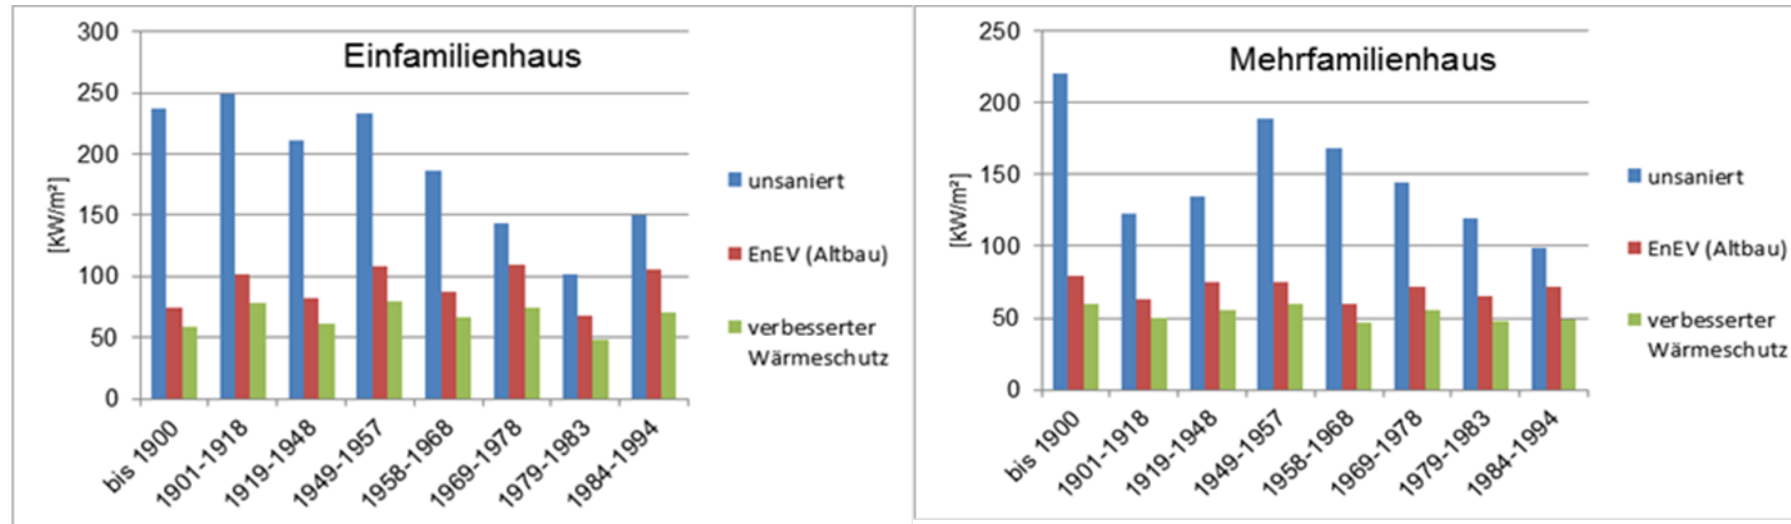 Einfamilienhaus
300
250
200
150
100
50
0
[KW/m²]
bis 1900
1901-1918
1919-1948
1949-1957
1958-1968
1969-1978
1979-1983
1984-1994
unsaniert
EnEV (Altbau)
verbesserter
Wärmeschutz
Mehrfamilienhaus
250
200
150
100
50
0
[KW/m²]
bis 1900
1901-1918
1919-1948
1949-1957
1958-1968
1969-1978
1979-1983
1984-1994
unsaniert
EnEV (Altbau)
verbesserter
Wärmeschutz